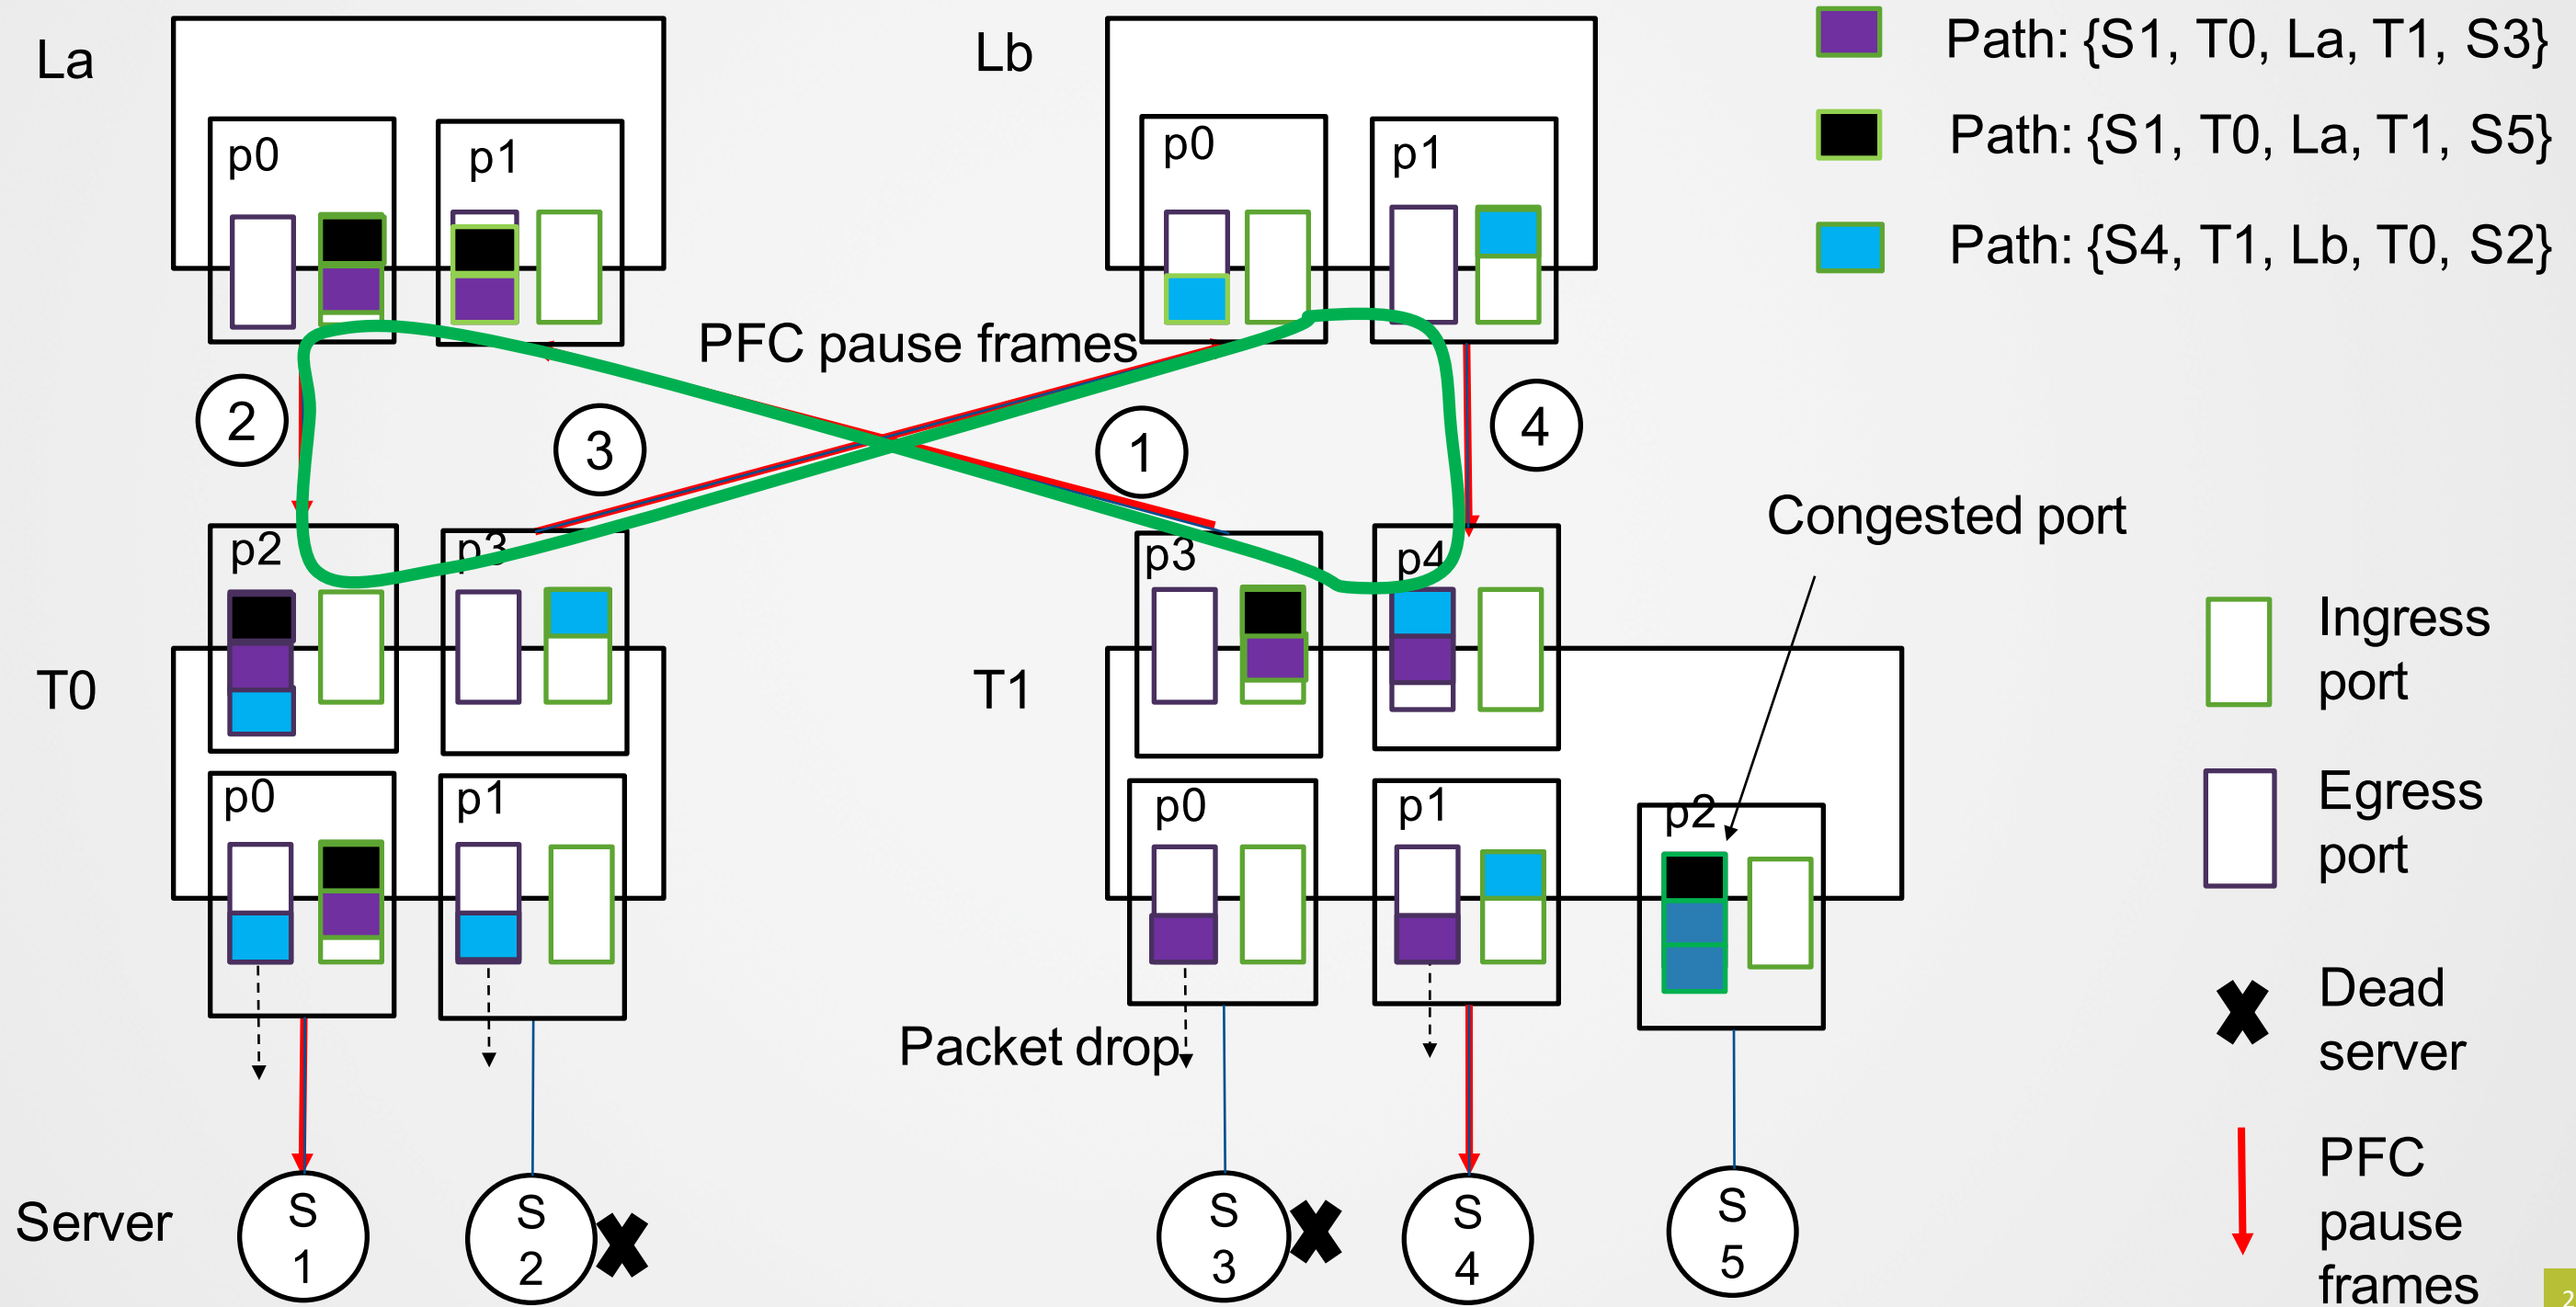 La
p0
p1
Lb
p0
p1
Path: {S1, T0, La, T1, S3}
Path: {S1, T0, La, T1, S5}
Path: {S4, T1, Lb, T0, S2}
PFC pause frames
2
3
1
4
Congested port
T0
p2
p3
p0
p1
T1
p3
p4
p0
p1
p2
Ingress
port
Egress
port
Packet drop
Dead
server
PFC
pause
frames
Server
S
1
S
2
S
3
S
4
S
5
2